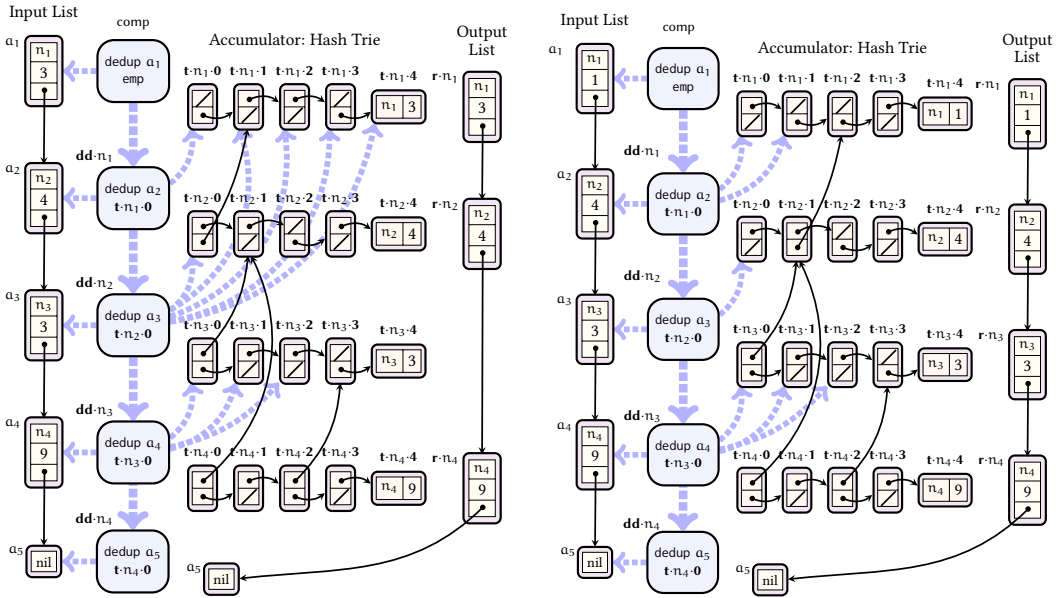 Input List
comp
Accumulator: Hash Trie
Output
List
a₁
n₁
3
dedup a₁
emp
t·n₁·0 t·n₁·1 t·n₁·2 t·n₁·3
t·n₁·4
n₁ 3
r·n₁
n₁
3
dd·n₁
a₂
n₂
4
dedup a₂
t·n₁·0
t·n₂·0 t·n₂·1 t·n₂·2 t·n₂·3
t·n₂·4
n₂ 4
r·n₂
n₂
4
dd·n₂
a₃
n₃
3
dedup a₃
t·n₂·0
t·n₃·0 t·n₃·1 t·n₃·2 t·n₃·3
t·n₃·4
n₃ 3
dd·n₃
a₄
n₄
9
dedup a₄
t·n₃·0
t·n₄·0 t·n₄·1 t·n₄·2 t·n₄·3
t·n₄·4
n₄ 9
r·n₄
n₄
9
dd·n₄
a₅
nil
dedup a₅
t·n₄·0
a₅
nil
Input List
comp
Accumulator: Hash Trie
Output
List
a₁
n₁
1
dedup a₁
emp
t·n₁·0 t·n₁·1 t·n₁·2 t·n₁·3
t·n₁·4
n₁ 1
r·n₁
n₁
1
dd·n₁
a₂
n₂
4
dedup a₂
t·n₁·0
t·n₂·0 t·n₂·1 t·n₂·2 t·n₂·3
t·n₂·4
n₂ 4
r·n₂
n₂
4
dd·n₂
a₃
n₃
3
dedup a₃
t·n₂·0
t·n₃·0 t·n₃·1 t·n₃·2 t·n₃·3
t·n₃·4
n₃ 3
r·n₃
n₃
3
dd·n₃
a₄
n₄
9
dedup a₄
t·n₃·0
t·n₄·0 t·n₄·1 t·n₄·2 t·n₄·3
t·n₄·4
n₄ 9
r·n₄
n₄
9
dd·n₄
a₅
nil
dedup a₅
t·n₄·0
a₅
nil